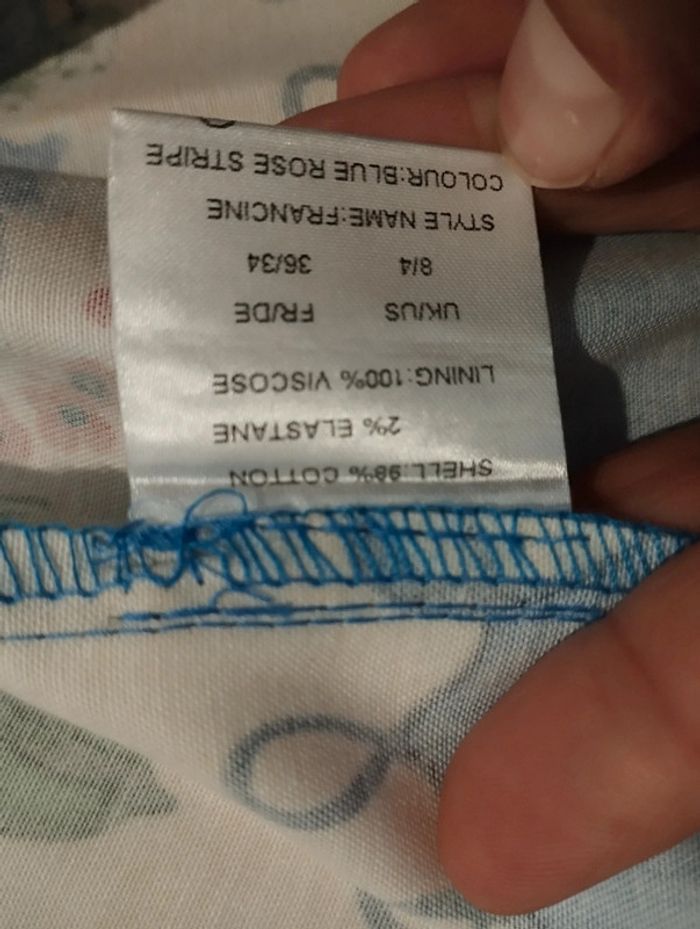 SHELL:98% COTTON
2% ELASTANE
LINING:100% VISCOSE
UK/US FR/DE
8/4 36/34
STYLE NAME:FRANCINE
COLOUR:BLUE ROSE STRIPE